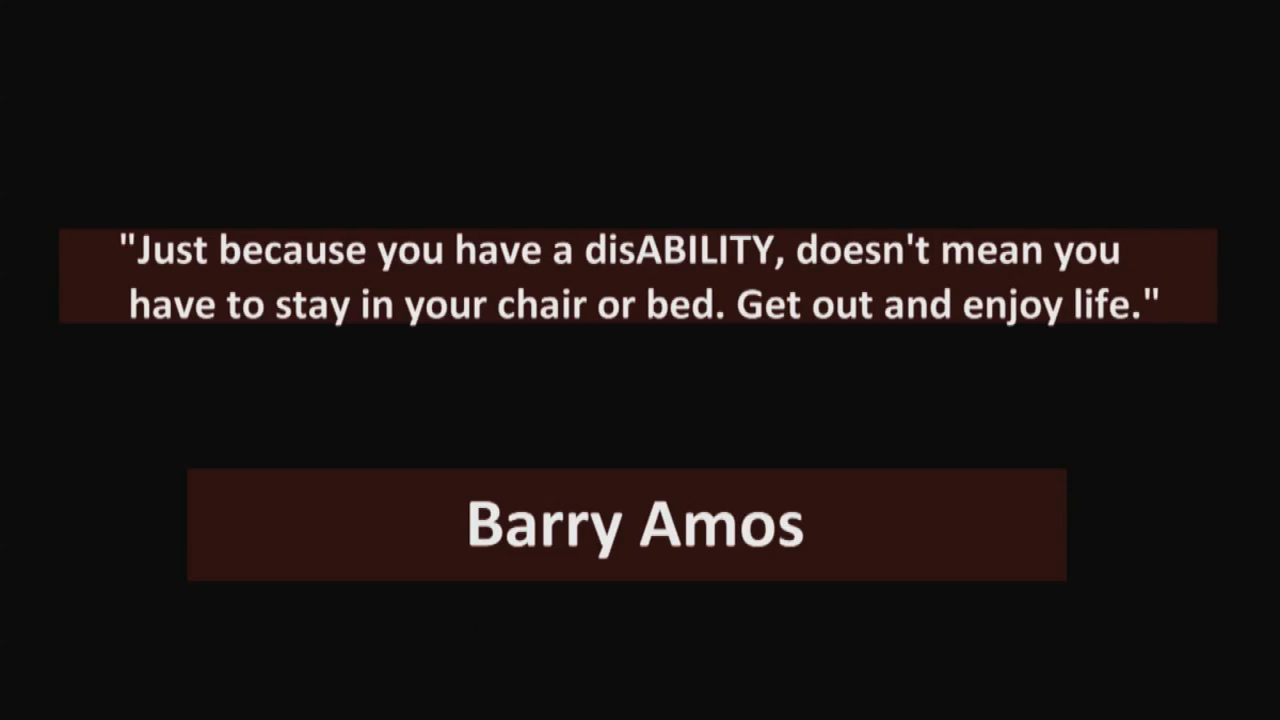 "Just because you have a disABILITY, doesn't mean you
have to stay in your chair or bed. Get out and enjoy life."
Barry Amos